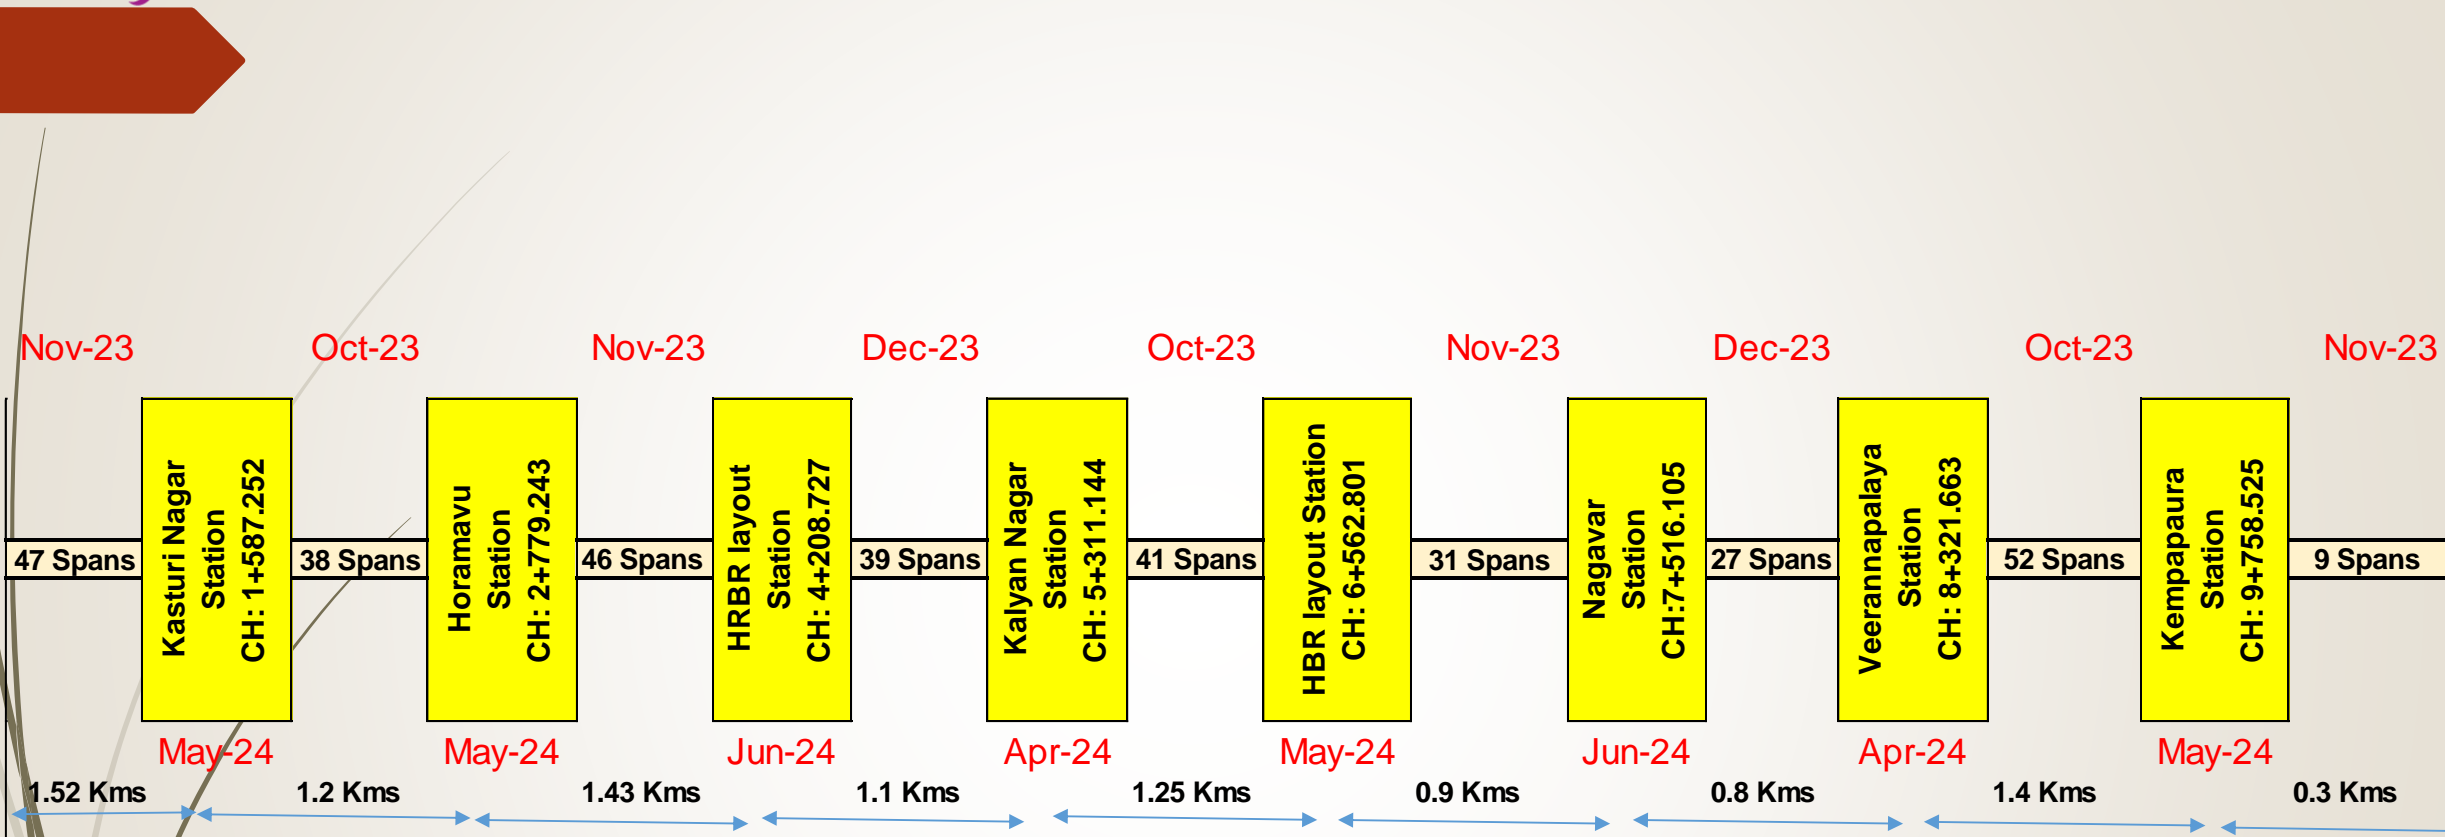 Nov-23 Oct-23 Nov-23 Dec-23 Oct-23 Nov-23 Dec-23 Oct-23 Nov-23
47 Spans
Kasturi Nagar
Station
CH: 1+587.252
38 Spans
Horamavu
Station
CH: 2+779.243
46 Spans
HRBR layout
Station
CH: 4+208.727
39 Spans
Kalyan Nagar
Station
CH: 5+311.144
41 Spans
HBR layout Station
CH: 6+562.801
31 Spans
Nagavar
Station
CH:7+516.105
27 Spans
Veerannapalaya
Station
CH: 8+321.663
52 Spans
Kempapaura
Station
CH: 9+758.525
9 Spans
May-24 May-24 Jun-24 Apr-24 May-24 Jun-24 Apr-24 May-24
1.52 Kms 1.2 Kms 1.43 Kms 1.1 Kms 1.25 Kms 0.9 Kms 0.8 Kms 1.4 Kms 0.3 Kms